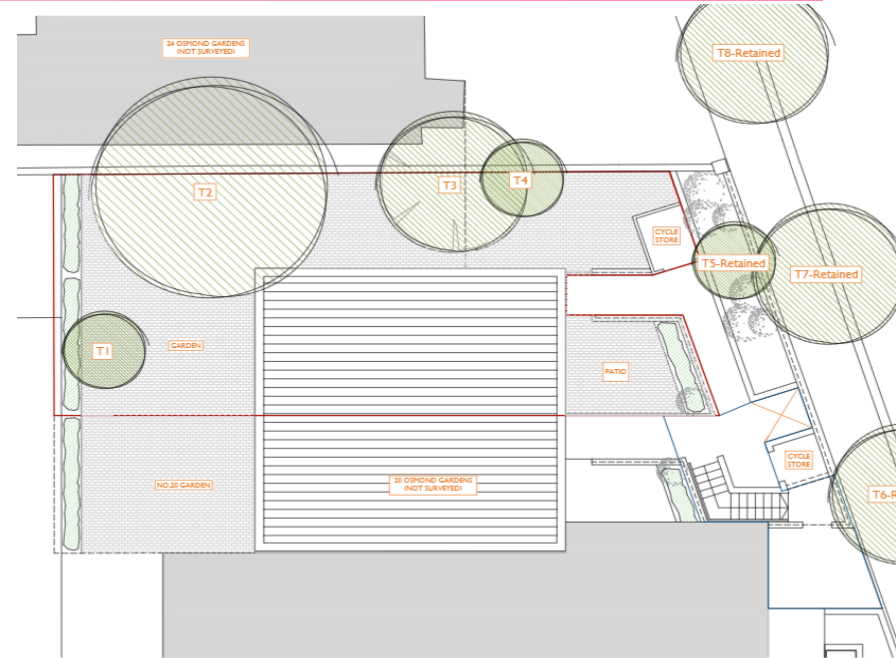 24 OSMOND GARDENS
(NOT SURVEYED)
T8-Retained
T2
T3
T4
CYCLE
STORE
T5-Retained
T7-Retained
T1
GARDEN
PATIO
CYCLE
STORE
NO.20 GARDEN
20 OSMOND GARDENS
(NOT SURVEYED)
T6-R